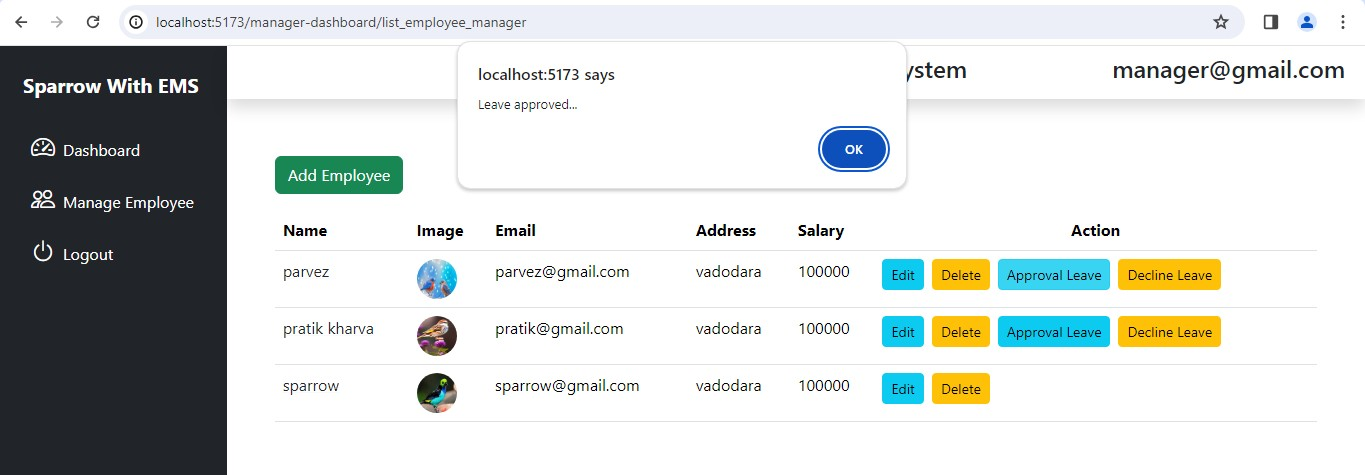 localhost:5173/manager-dashboard/list_employee_manager
Sparrow With EMS
Dashboard
Manage Employee
Logout
manager@gmail.com
localhost:5173 says
Leave approved...
OK
Add Employee
Name Image Email Address Salary Action
parvez parvez@gmail.com vadodara 100000 Edit Delete Approval Leave Decline Leave
pratik kharva pratik@gmail.com vadodara 100000 Edit Delete Approval Leave Decline Leave
sparrow sparrow@gmail.com vadodara 100000 Edit Delete